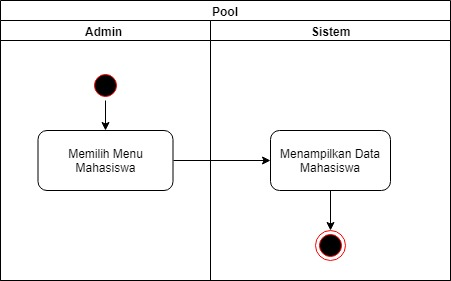 Pool
Admin
Sistem
Memilih Menu
Mahasiswa
Menampilkan Data
Mahasiswa